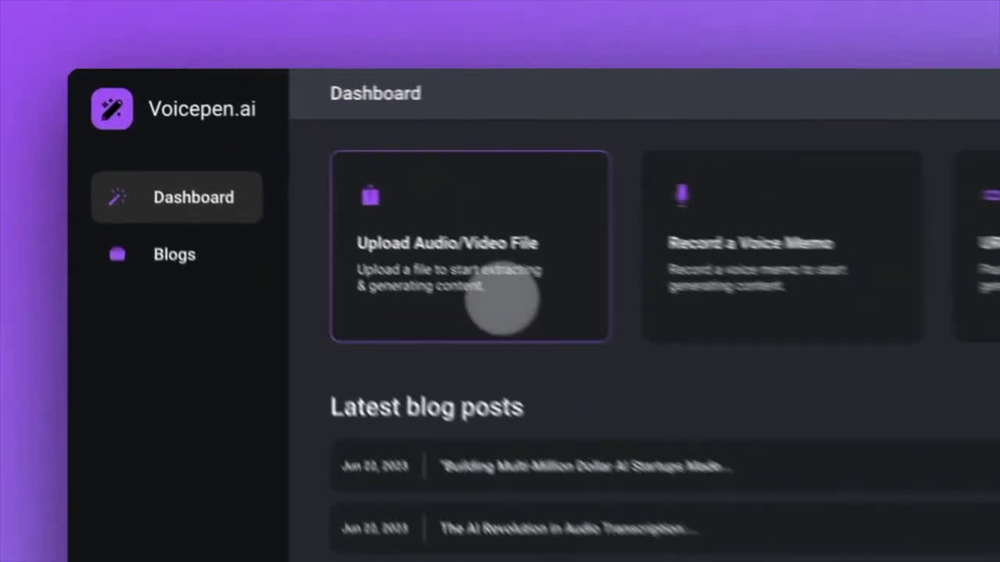 Voicepen.ai
Dashboard
Dashboard
Blogs
Upload Audio/Video File
Upload a file to start extracting
& generating content.
Record a Voice Memo
Record a voice memo to start
generating content.
Latest blog posts
Jun 22, 2023
"Building Multi-Million Dollar AI Startups Made...
Jun 22, 2023
The AI Revolution in Audio Transcription...